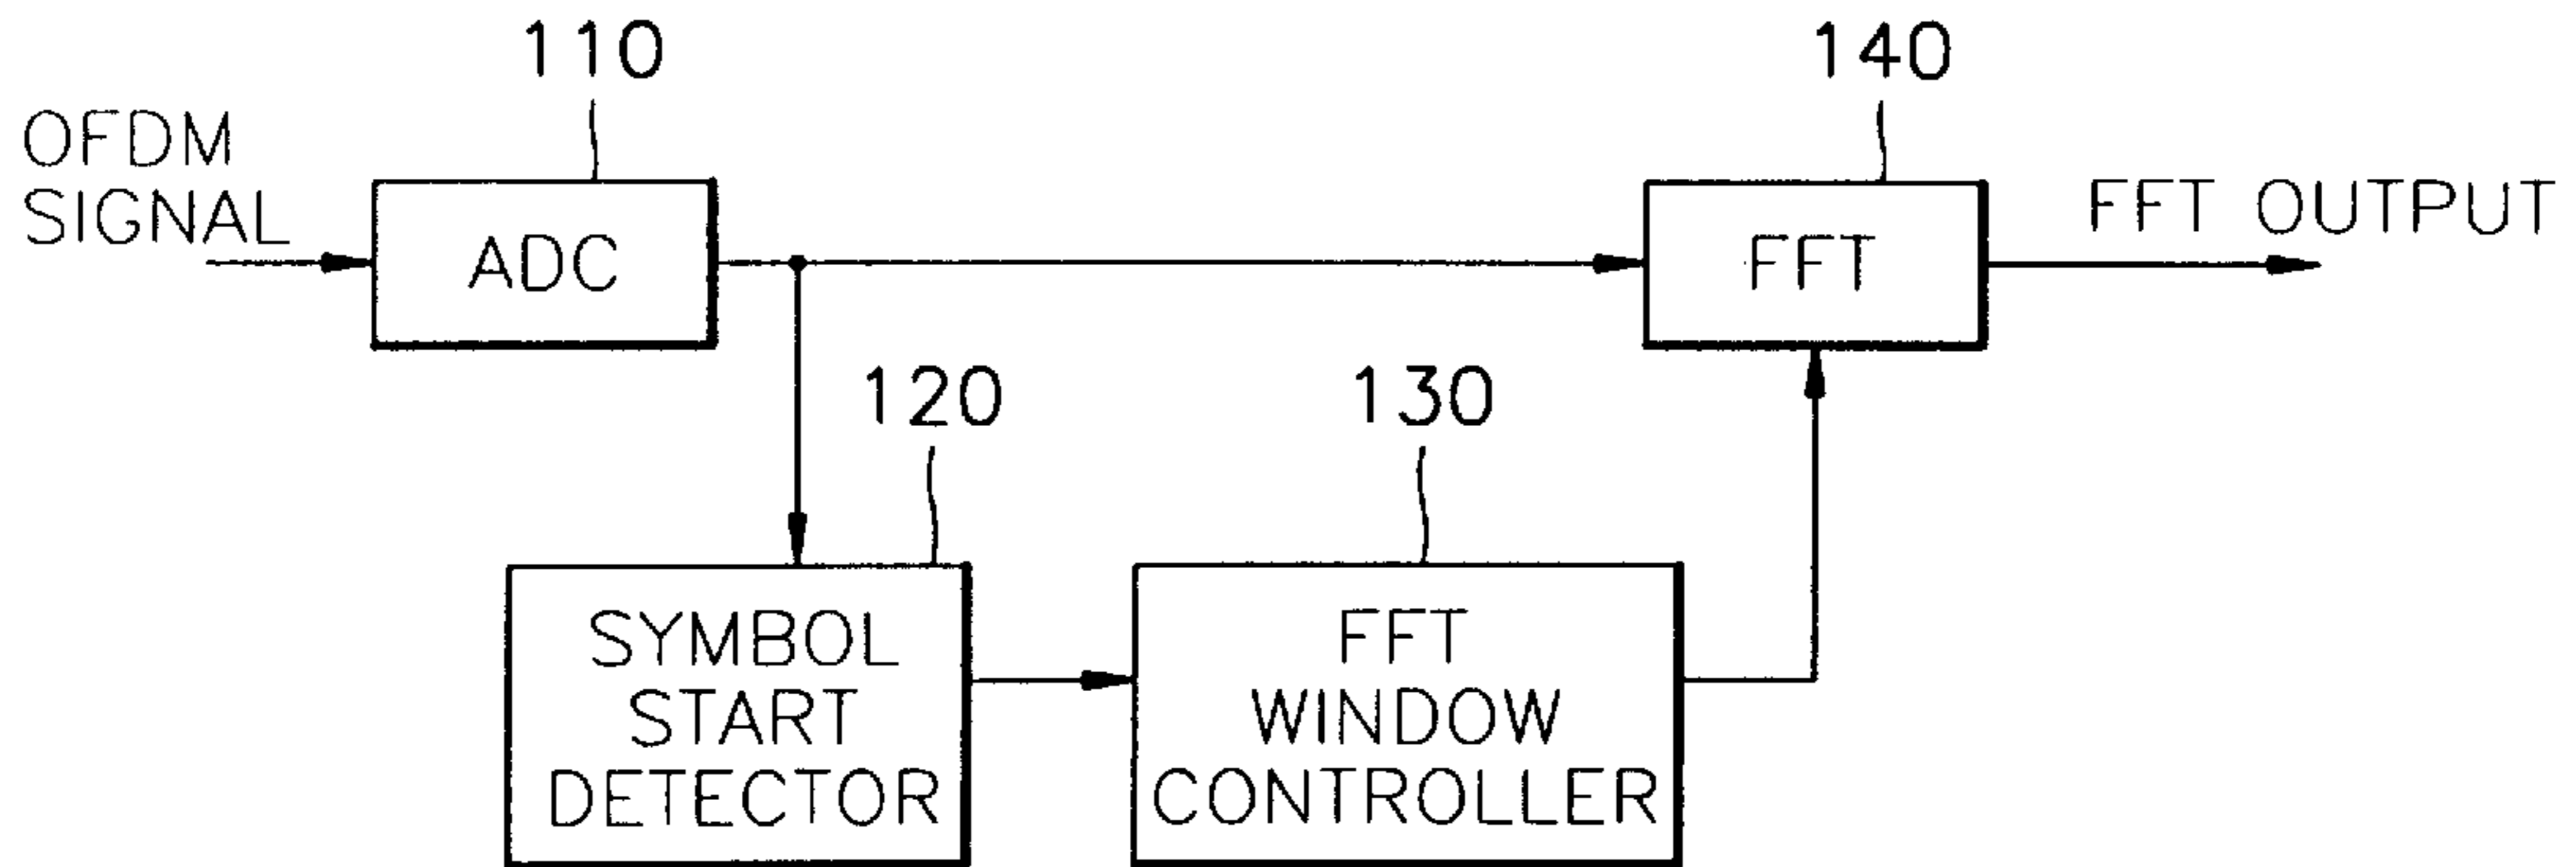 110
140
OFDM
SIGNAL
ADC
FFT
FFT OUTPUT
120
130
SYMBOL
START
DETECTOR
FFT
WINDOW
CONTROLLER